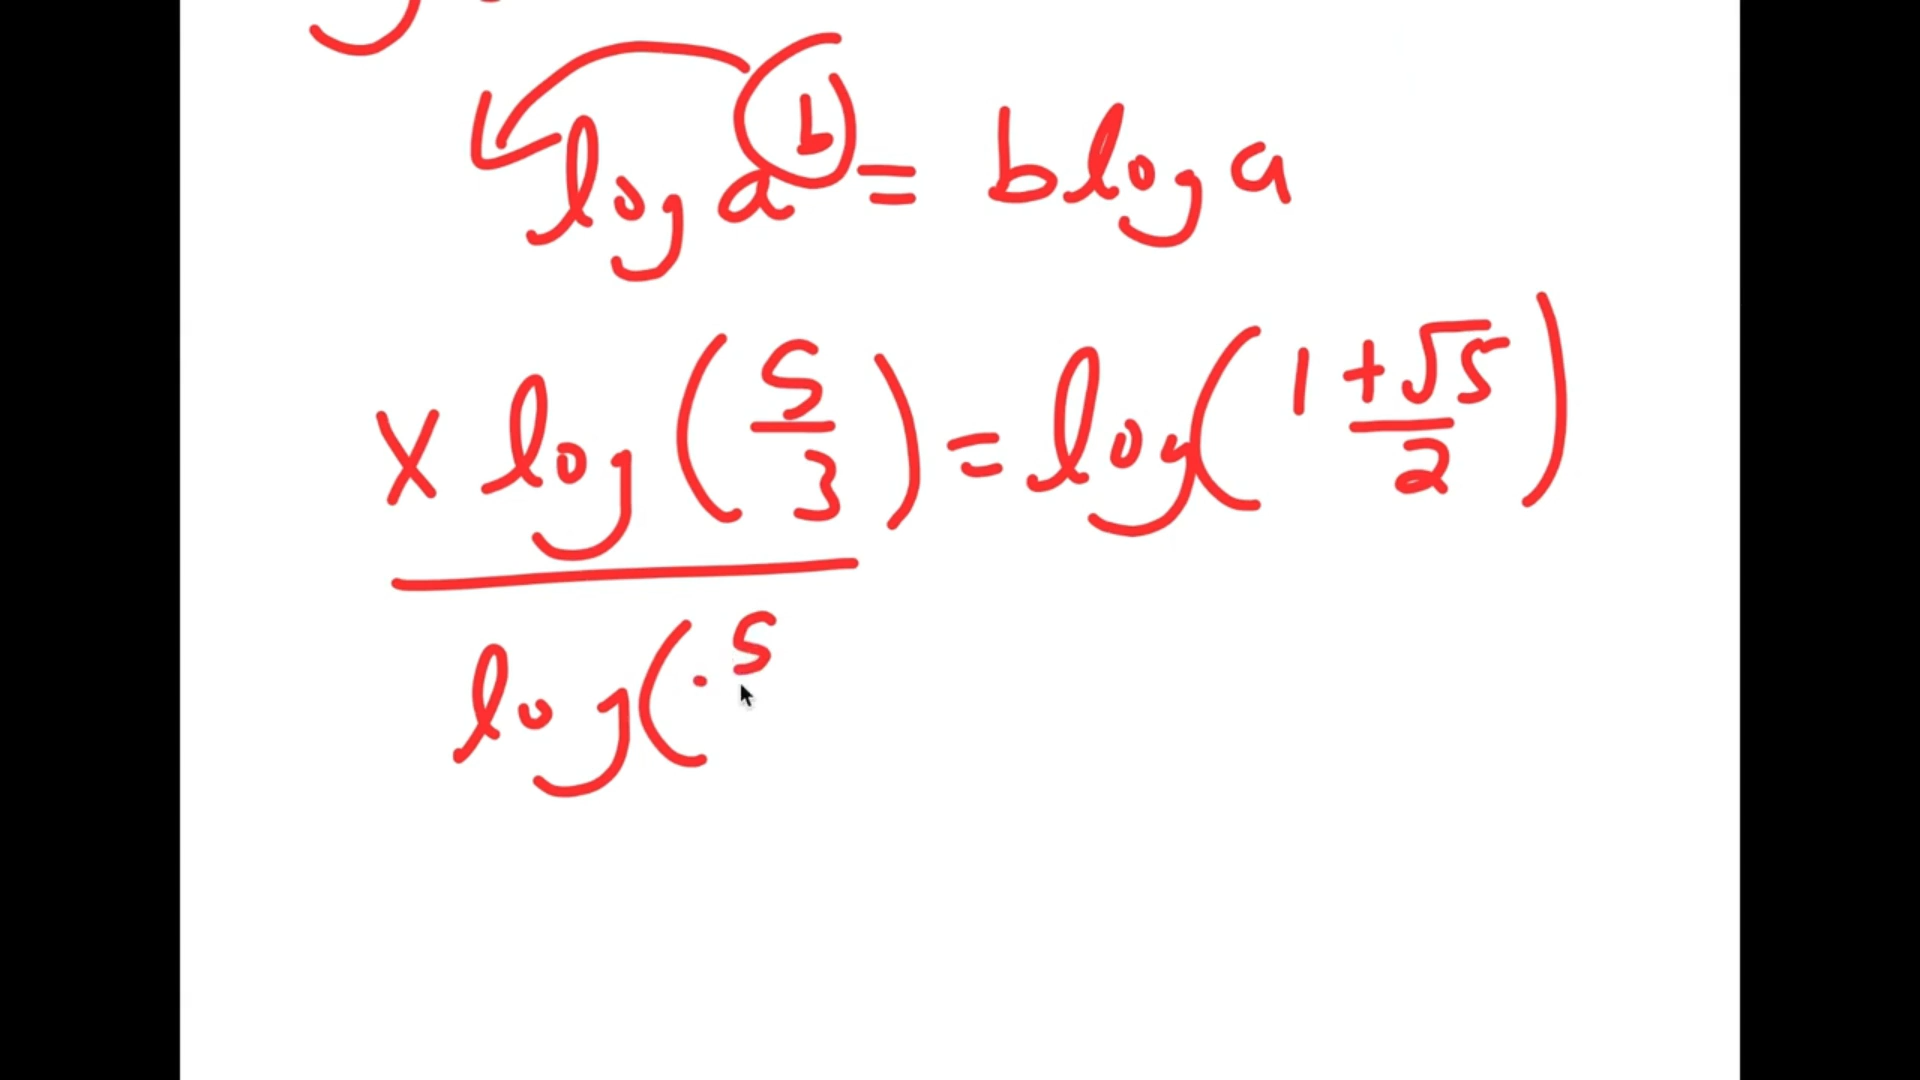 log a^b = b log a
x log (5/3) = log (1+√5/2)
log (. 5